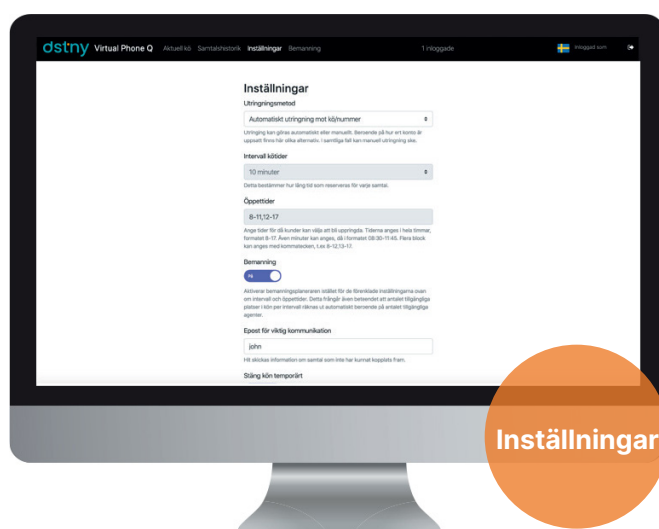 dstny Virtual Phone Q Aktuell kö Samtalshistorik Inställningar Bemanning 1 inloggade Inloggad som
Inställningar
Utringningsmetod
Automatiskt utringning mot kö/nummer
Utringing kan göras automatiskt eller manuellt. Beroende på hur ert konto är
uppsatt finns här olika alternativ. I samtliga fall kan manuell utringning ske.
Intervall kötider
10 minuter
Detta bestämmer hur lång tid som reserveras för varje samtal.
Öppettider
8-11,12-17
Ange tider för då kunder kan välja att bli uppringda. Tiderna anges i hela timmar,
formatet 8-17. Även minuter kan anges, då i formatet 08:30-11:45. Flera block
kan anges med kommatecken, t.ex 8-12,13-17.
Bemanning
På
Aktiverar bemanningsplaneraren istället för de förenklade inställningarna ovan
om intervall och öppettider. Detta frångår även beteendet att antalet tillgängliga
platser i kön per intervall räknas ut automatiskt beroende på antalet tillgängliga
agenter.
Epost för viktig kommunikation
john
Hit skickas information om samtal som inte har kunnat kopplats fram.
Stäng kön temporärt
Inställningar